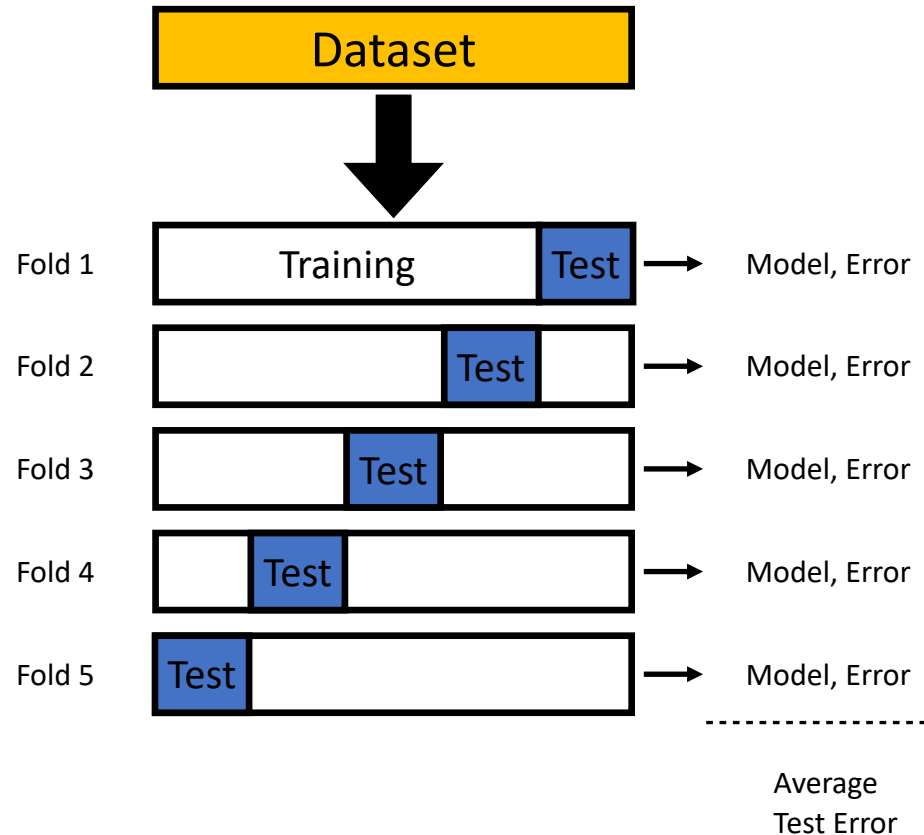 Dataset
Fold 1 Training Test Model, Error
Fold 2 Test Model, Error
Fold 3 Test Model, Error
Fold 4 Test Model, Error
Fold 5 Test Model, Error
Average
Test Error